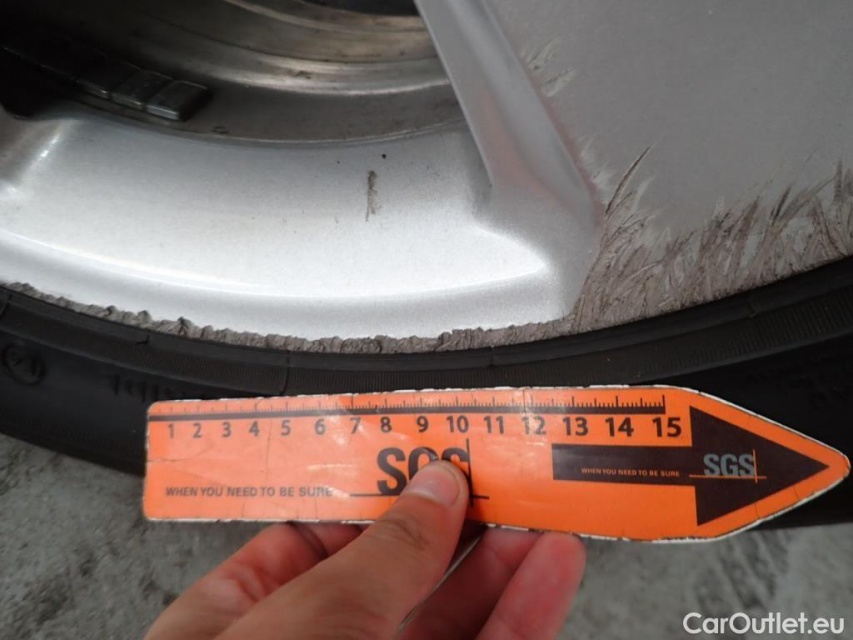 1 2 3 4 5 6 7 8 9 10 11 12 13 14 15
SGS
WHEN YOU NEED TO BE SURE
WHEN YOU NEED TO BE SURE
SGS
CarOutlet.eu